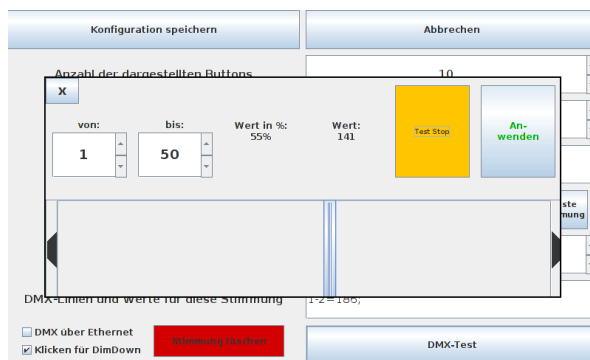 Konfiguration speichern
Abbrechen
Anzahl der dargestellten Buttons
10
X
von:
bis:
Wert in %:
55%
Wert:
141
Test Stop
An-
wenden
1
50
DMX-Linien und Werte für diese Stimmung
1-2=186;
DMX über Ethernet
Klicken für DimDown
Stimmung löschen
DMX-Test